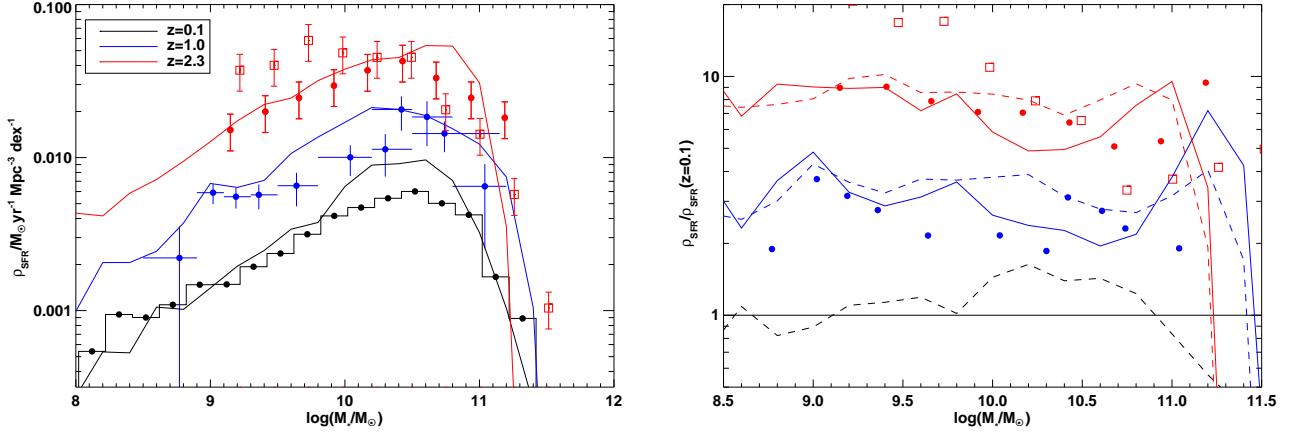 0.100
0.010
0.001
ρSFR/M☉ yr-1 Mpc-3 dex-1
z=0.1
z=1.0
z=2.3
8 9 10 11 12
log(M*/M☉)
10
1
ρSFR/ρSFR(z=0.1)
8.5 9.0 9.5 10.0 10.5 11.0 11.5
log(M*/M☉)